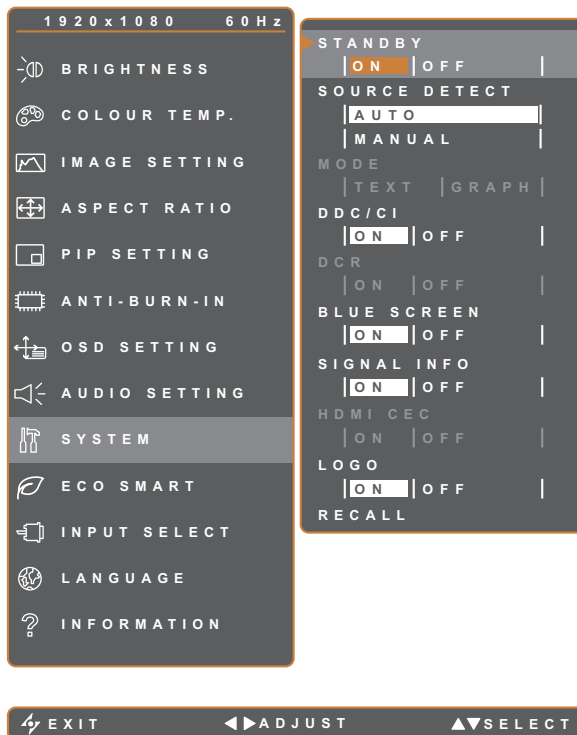 1920x1080 60Hz
BRIGHTNESS
COLOUR TEMP.
IMAGE SETTING
ASPECT RATIO
PIP SETTING
ANTI-BURN-IN
OSD SETTING
AUDIO SETTING
SYSTEM
ECO SMART
INPUT SELECT
LANGUAGE
INFORMATION
STANDBY
ON OFF
SOURCE DETECT
AUTO
MANUAL
MODE
TEXT GRAPH
DDC/CI
ON OFF
DCR
ON OFF
BLUE SCREEN
ON OFF
SIGNAL INFO
ON OFF
HDMI CEC
ON OFF
LOGO
ON OFF
RECALL
EXIT ADJUST SELECT